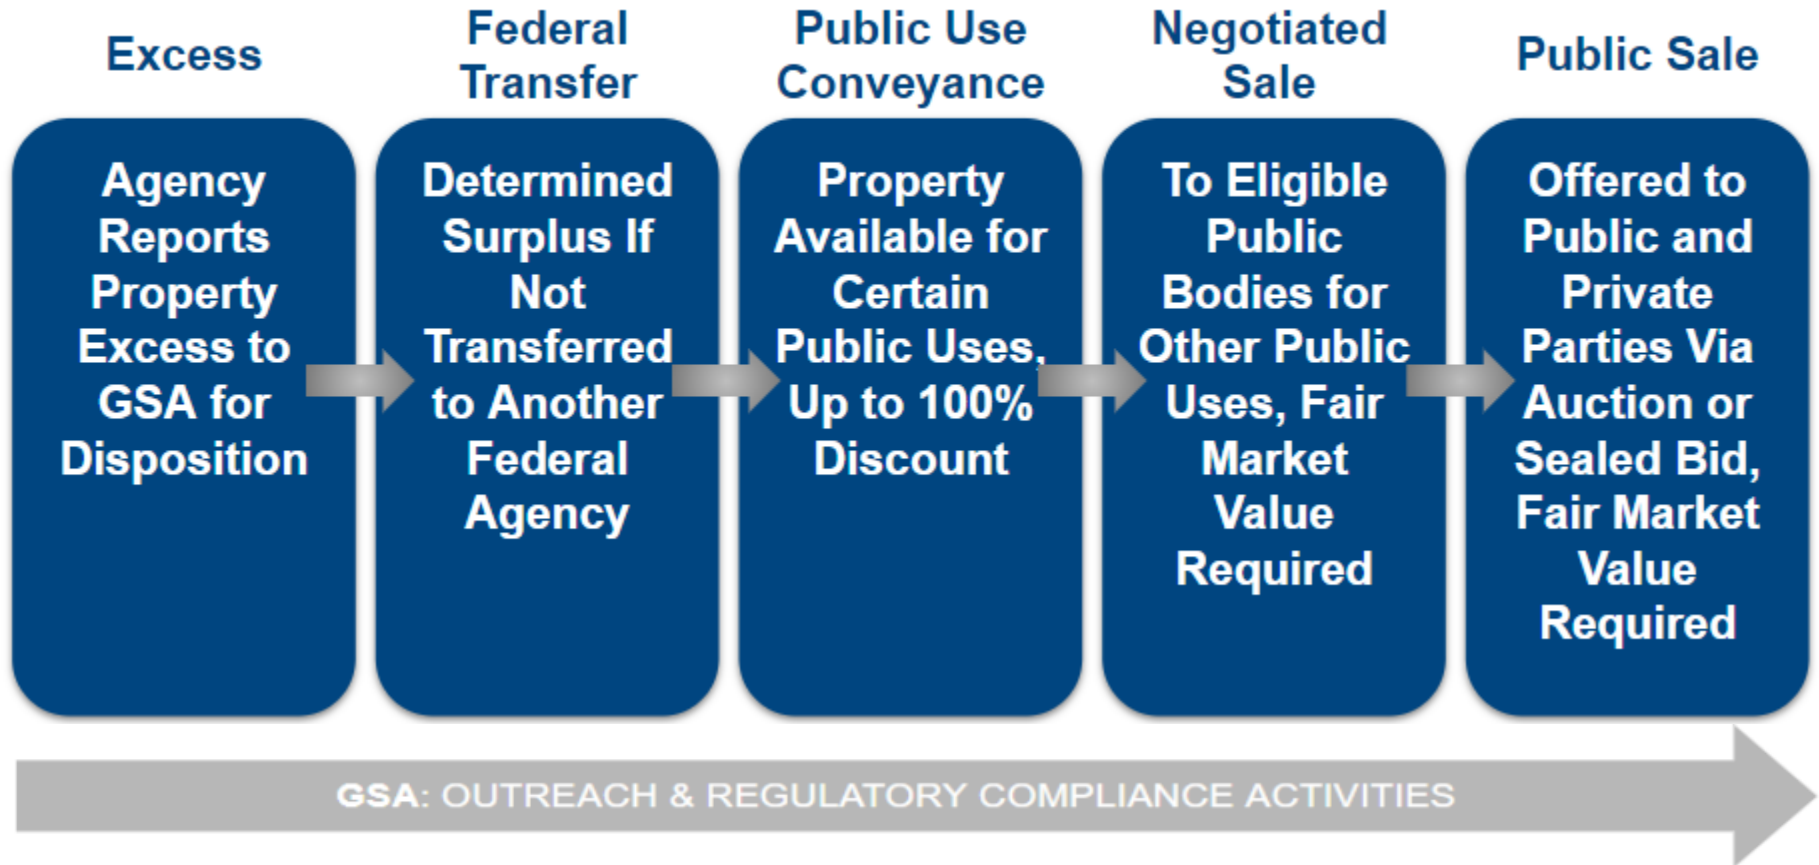 Excess
Agency
Reports
Property
Excess to
GSA for
Disposition
Federal
Transfer
Determined
Surplus If
Not
Transferred
to Another
Federal
Agency
Public Use
Conveyance
Property
Available for
Certain
Public Uses,
Up to 100%
Discount
Negotiated
Sale
To Eligible
Public
Bodies for
Other Public
Uses, Fair
Market
Value
Required
Public Sale
Offered to
Public and
Private
Parties Via
Auction or
Sealed Bid,
Fair Market
Value
Required
GSA: OUTREACH & REGULATORY COMPLIANCE ACTIVITIES